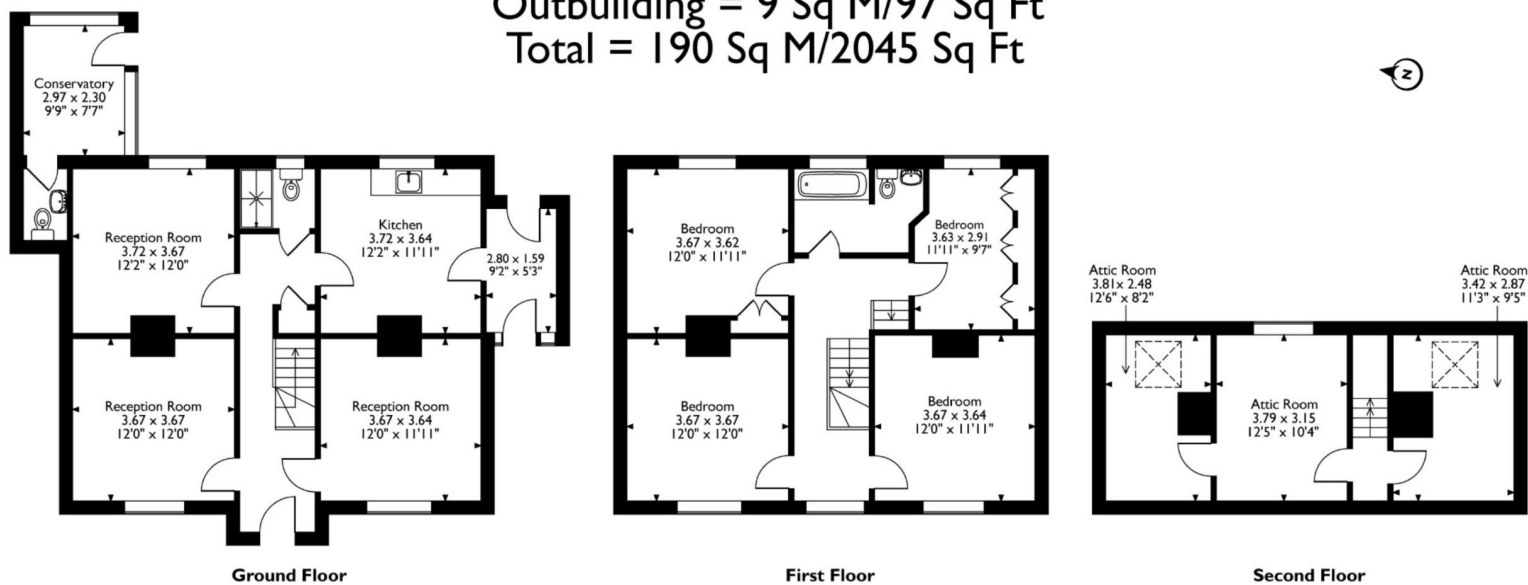 Outbuilding = 9 Sq M/97 Sq Ft
Total = 190 Sq M/2045 Sq Ft
N
Conservatory
2.97 x 2.30
9'9" x 7'7"
Reception Room
3.72 x 3.67
12'2" x 12'0"
Kitchen
3.72 x 3.64
12'2" x 11'11"
2.80 x 1.59
9'2" x 5'3"
Reception Room
3.67 x 3.67
12'0" x 12'0"
Reception Room
3.67 x 3.64
12'0" x 11'11"
Ground Floor
Bedroom
3.67 x 3.62
12'0" x 11'11"
Bedroom
3.63 x 2.91
11'11" x 9'7"
Bedroom
3.67 x 3.67
12'0" x 12'0"
Bedroom
3.67 x 3.64
12'0" x 11'11"
First Floor
Attic Room
3.81x 2.48
12'6" x 8'2"
Attic Room
3.42 x 2.87
11'3" x 9'5"
Attic Room
3.79 x 3.15
12'5" x 10'4"
Second Floor